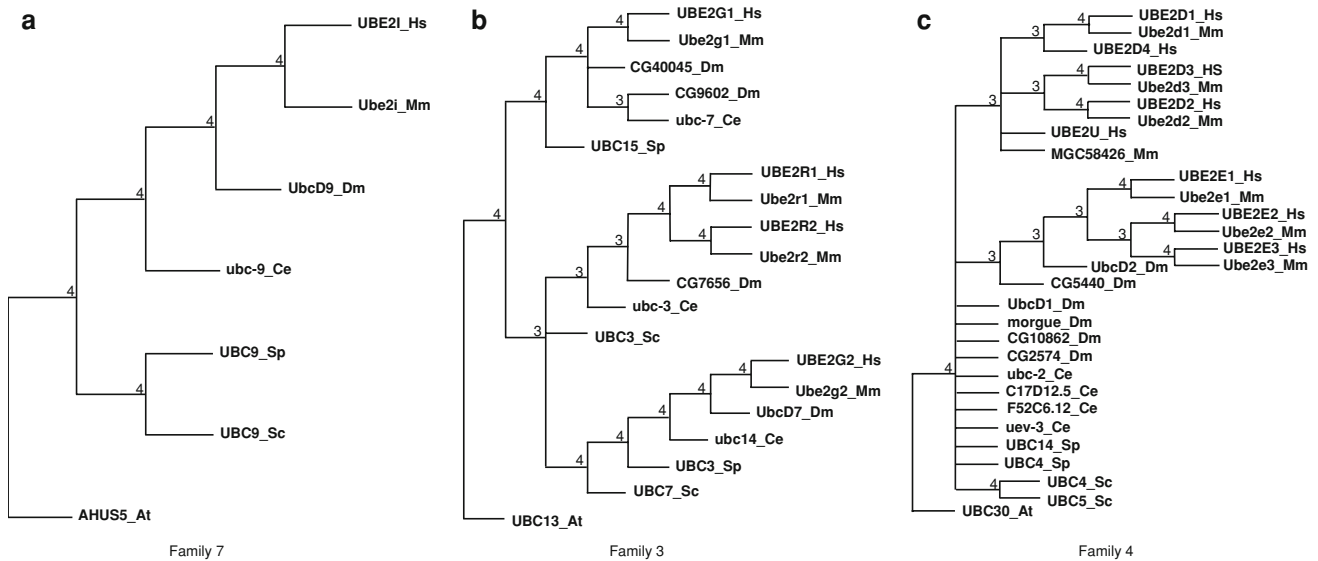 a
UBE2I_Hs
4
Ube2i_Mm
4
UbcD9_Dm
4
ubc-9_Ce
4
UBC9_Sp
4
UBC9_Sc
AHUS5_At
Family 7
b
UBE2G1_Hs
4
Ube2g1_Mm
4
CG40045_Dm
CG9602_Dm
3
ubc-7_Ce
4
UBC15_Sp
UBE2R1_Hs
4
Ube2r1_Mm
4
UBE2R2_Hs
4
Ube2r2_Mm
3
CG7656_Dm
3
ubc-3_Ce
4
3
UBC3_Sc
UBE2G2_Hs
4
Ube2g2_Mm
4
UbcD7_Dm
4
ubc14_Ce
4
UBC3_Sp
4
UBC7_Sc
UBC13_At
Family 3
c
UBE2D1_Hs
4
Ube2d1_Mm
3
UBE2D4_Hs
UBE2D3_HS
4
Ube2d3_Mm
3
UBE2D2_Hs
4
Ube2d2_Mm
3
UBE2U_Hs
MGC58426_Mm
UBE2E1_Hs
4
Ube2e1_Mm
3
UBE2E2_Hs
4
Ube2e2_Mm
3
UBE2E3_Hs
4
Ube2e3_Mm
3
UbcD2_Dm
3
CG5440_Dm
UbcD1_Dm
morgue_Dm
CG10862_Dm
CG2574_Dm
4
ubc-2_Ce
C17D12.5_Ce
F52C6.12_Ce
uev-3_Ce
UBC14_Sp
UBC4_Sp
4
UBC4_Sc
UBC5_Sc
UBC30_At
Family 4